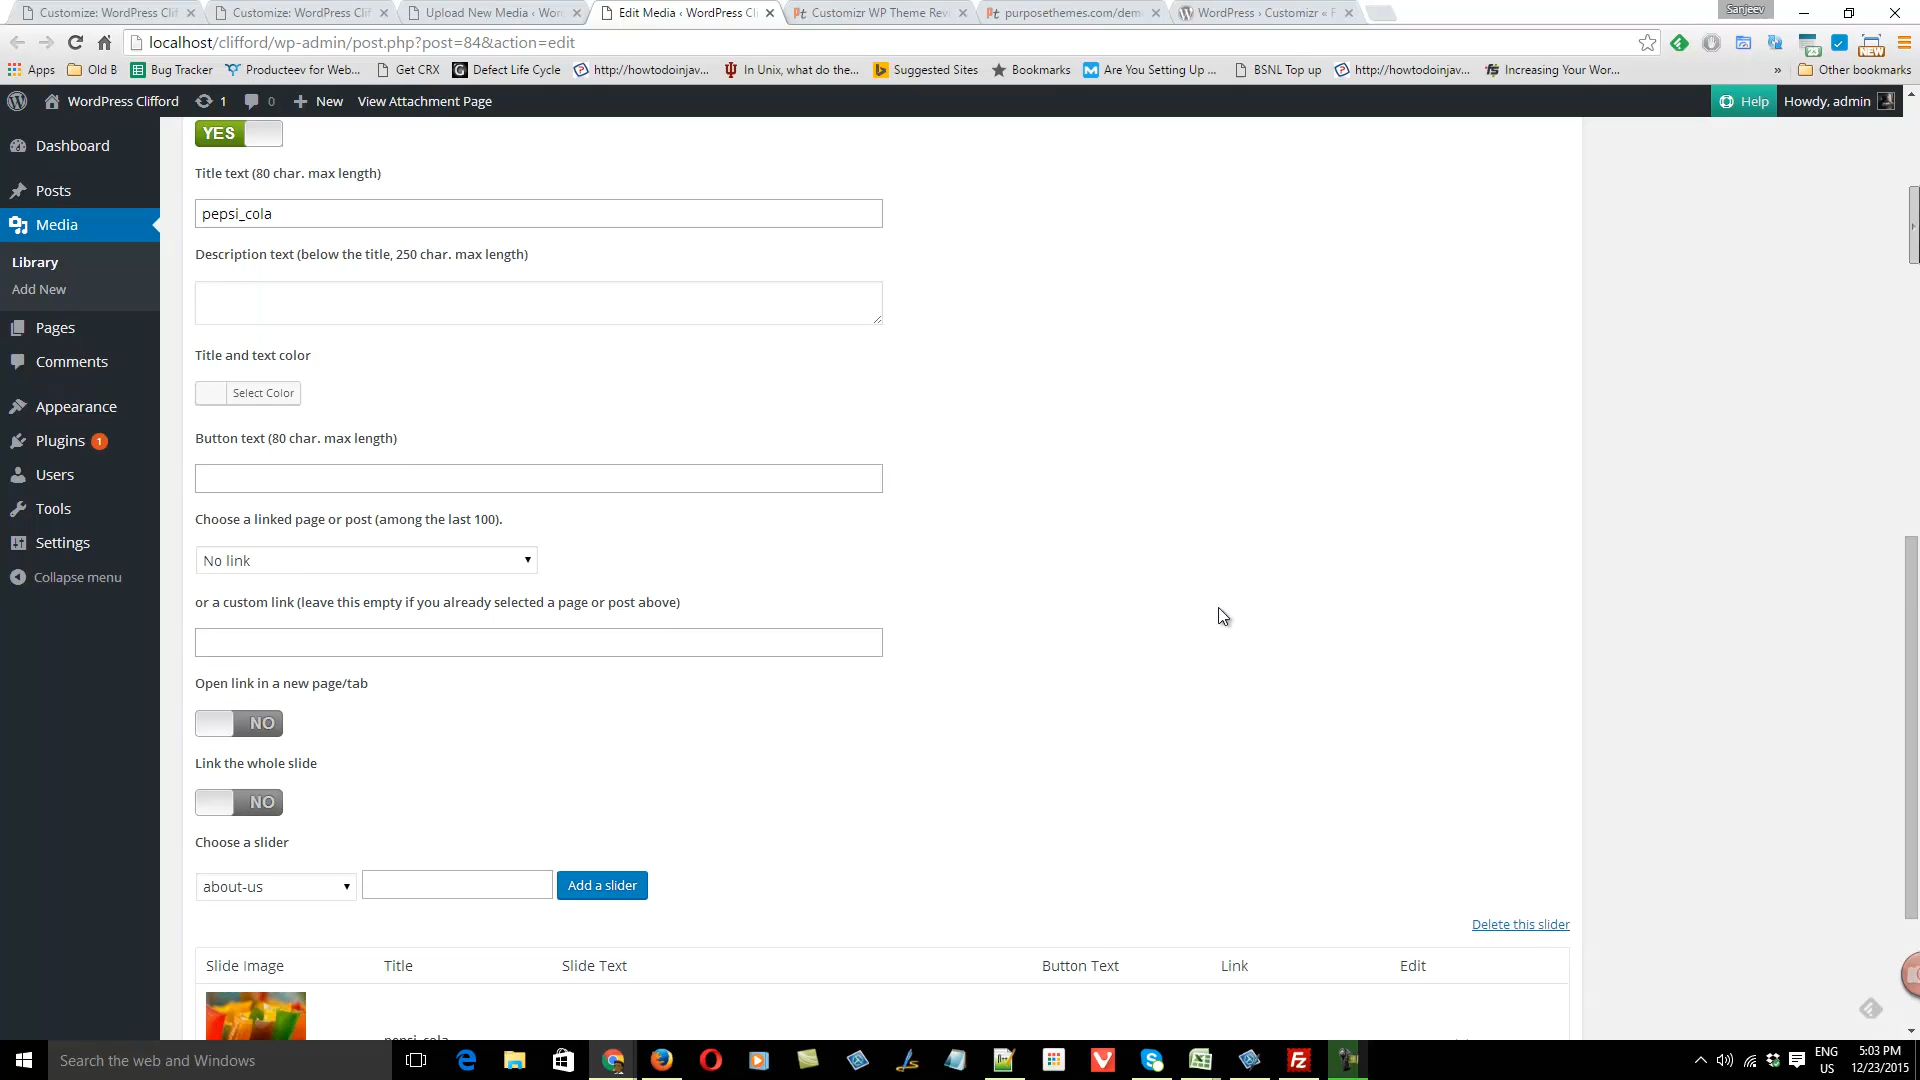 Customize: WordPress Clif
Customize: WordPress Clif
Upload New Media ‹ Wor
Edit Media ‹ WordPress Cl
Customizr WP Theme Rev
purposethemes.com/dem
WordPress › Customizr « F
Sanjeev
localhost/clifford/wp-admin/post.php?post=84&action=edit
23
NEW
Apps
Old B
Bug Tracker
Producteev for Web...
Get CRX
Defect Life Cycle
http://howtodoinjav...
In Unix, what do the...
Suggested Sites
Bookmarks
Are You Setting Up ...
BSNL Top up
http://howtodoinjav...
Increasing Your Wor...
»
Other bookmarks
WordPress Clifford
1
0
New
View Attachment Page
Help
Howdy, admin
Dashboard
Posts
Media
Library
Add New
Pages
Comments
Appearance
Plugins 1
Users
Tools
Settings
Collapse menu
YES
Title text (80 char. max length)
pepsi_cola
Description text (below the title, 250 char. max length)
Title and text color
Select Color
Button text (80 char. max length)
Choose a linked page or post (among the last 100).
No link
or a custom link (leave this empty if you already selected a page or post above)
Open link in a new page/tab
NO
Link the whole slide
NO
Choose a slider
about-us
Add a slider
Delete this slider
Slide Image
Title
Slide Text
Button Text
Link
Edit
pepsi_cola
Search the web and Windows
ENG
US
5:03 PM
12/23/2015